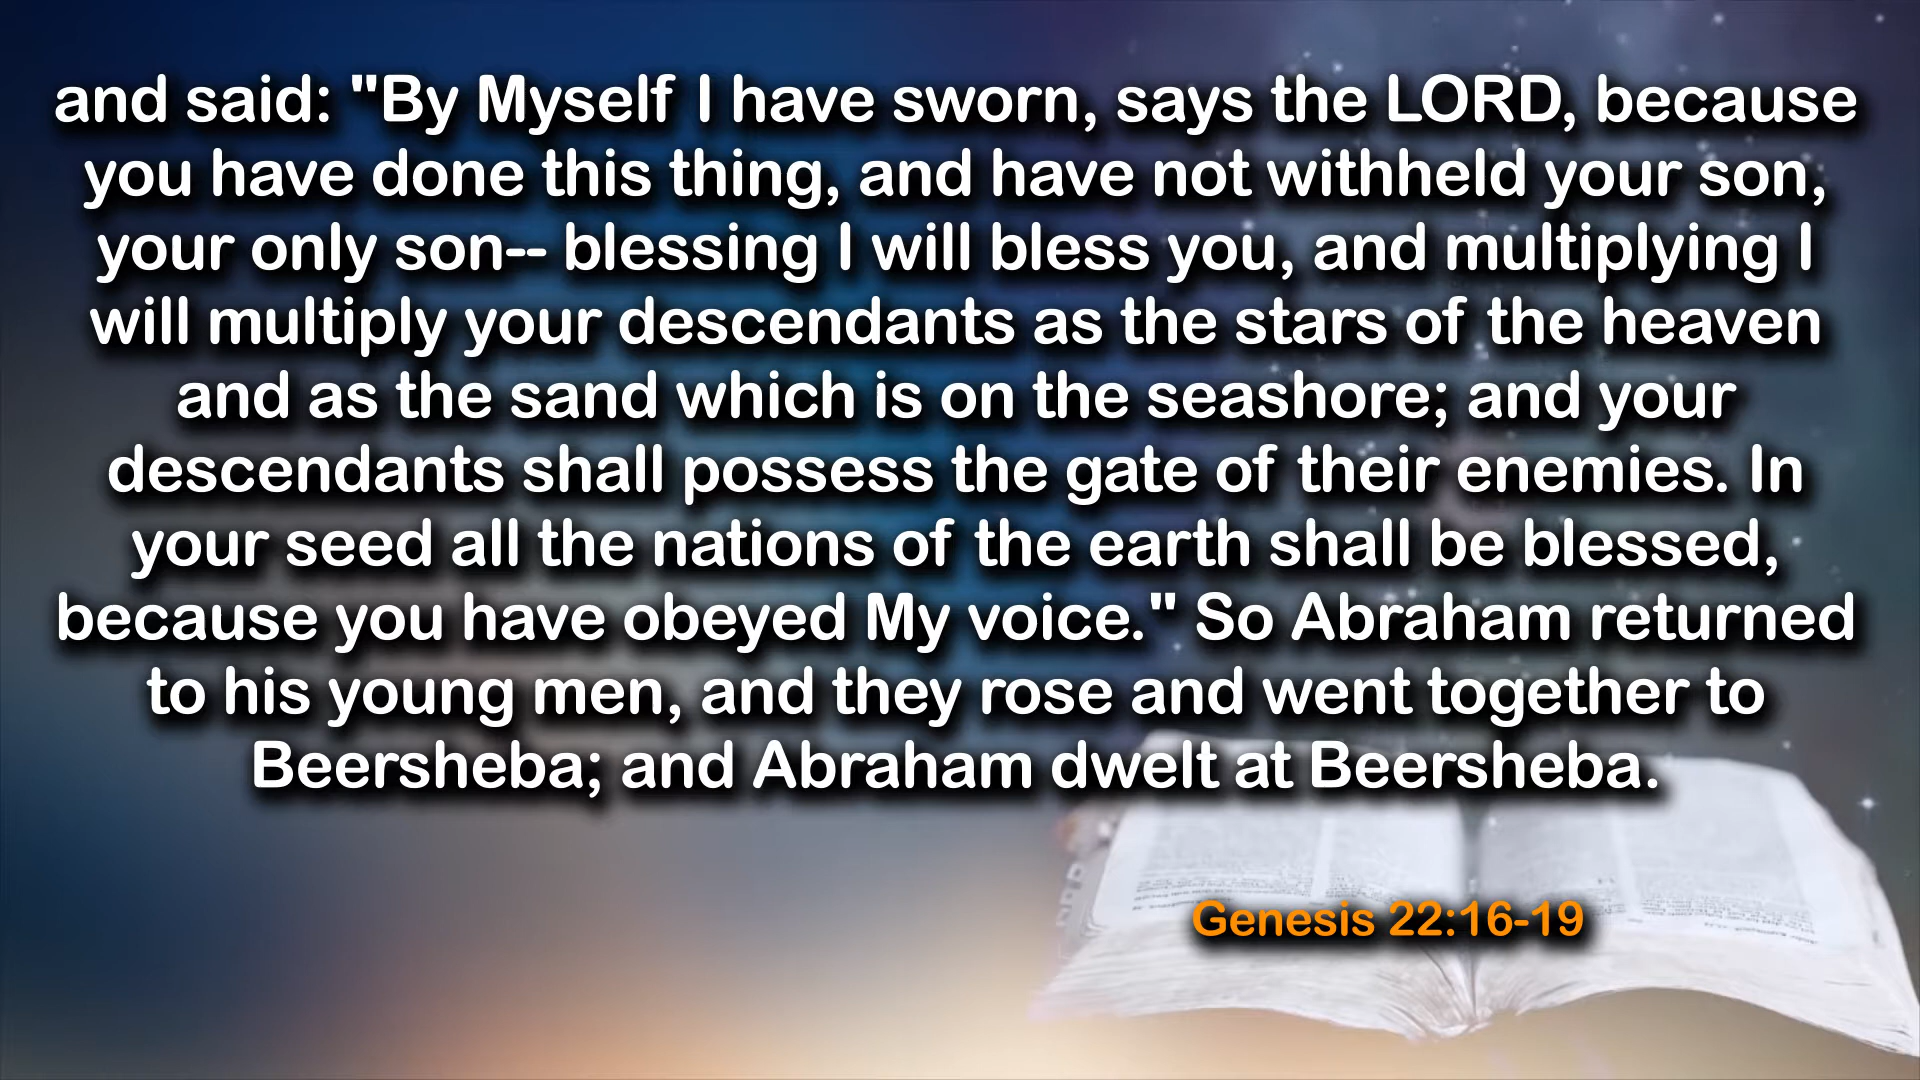 and said: "By Myself I have sworn, says the LORD, because
you have done this thing, and have not withheld your son,
your only son-- blessing I will bless you, and multiplying I
will multiply your descendants as the stars of the heaven
and as the sand which is on the seashore; and your
descendants shall possess the gate of their enemies. In
your seed all the nations of the earth shall be blessed,
because you have obeyed My voice." So Abraham returned
to his young men, and they rose and went together to
Beersheba; and Abraham dwelt at Beersheba.
Genesis 22:16-19